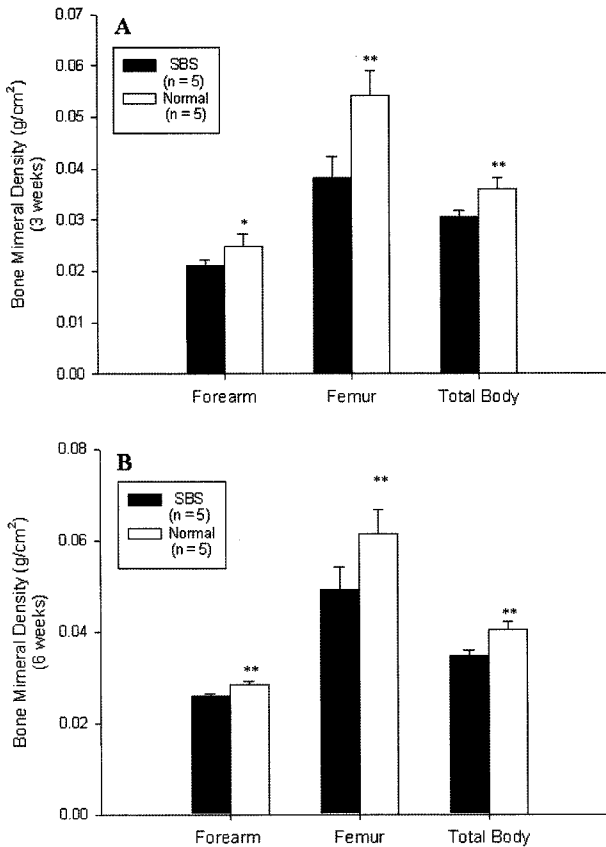 A
SBS
(n = 5)
Normal
(n = 5)
Bone Mimeral Density (g/cm²)
(3 weeks)
0.07
0.06
0.05
0.04
0.03
0.02
0.01
0.00
*
**
**
Forearm
Femur
Total Body
B
SBS
(n = 5)
Normal
(n = 5)
Bone Mimeral Density (g/cm²)
(6 weeks)
0.08
0.06
0.04
0.02
0.00
**
**
**
Forearm
Femur
Total Body